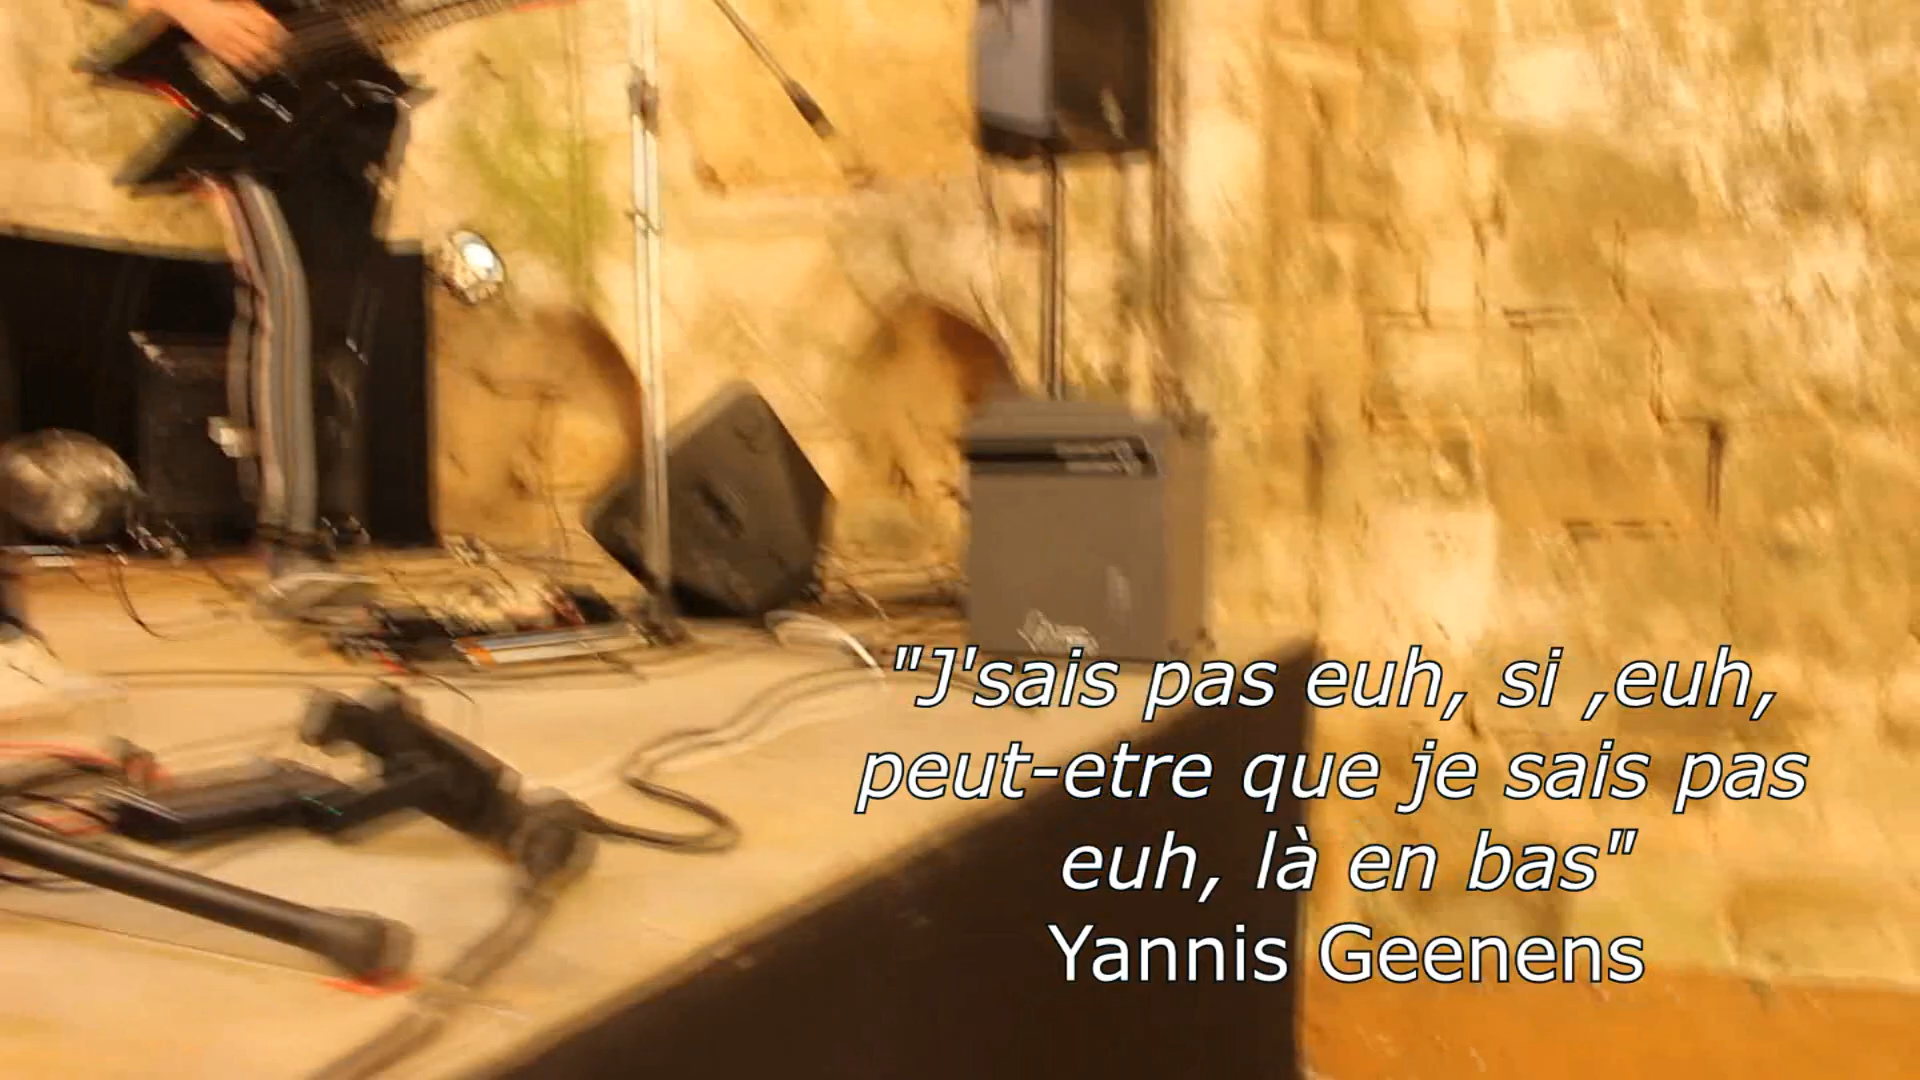 "J'sais pas euh, si ,euh,
peut-etre que je sais pas
euh, là en bas"
Yannis Geenens